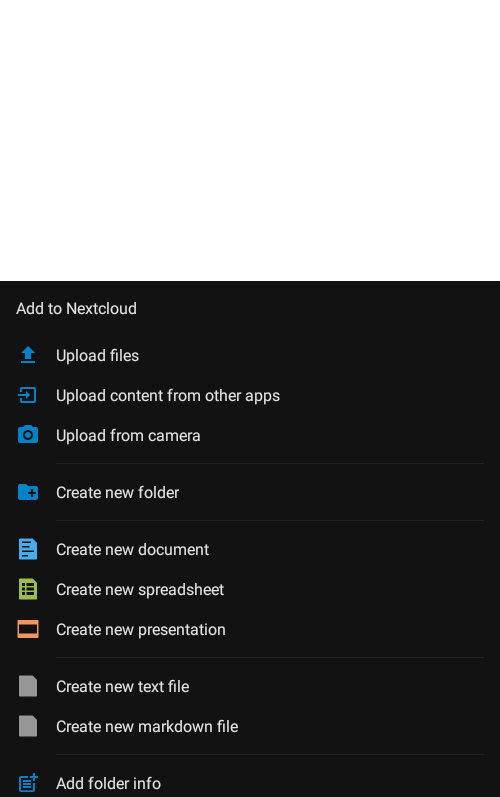 Add to Nextcloud
Upload files
Upload content from other apps
Upload from camera
Create new folder
Create new document
Create new spreadsheet
Create new presentation
Create new text file
Create new markdown file
Add folder info